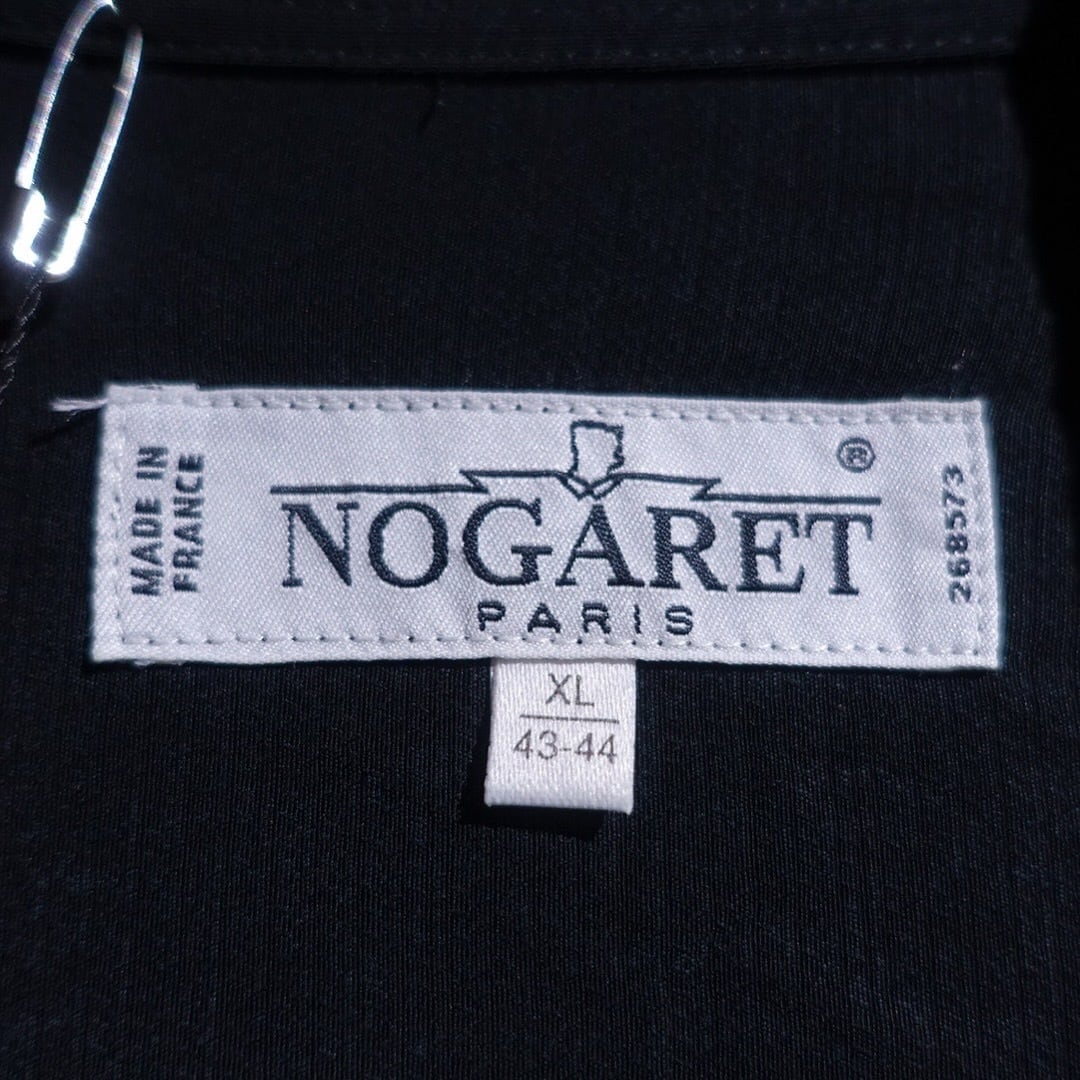 MADE IN
FRANCE
NOGARET
®
PARIS
268573
XL
43-44